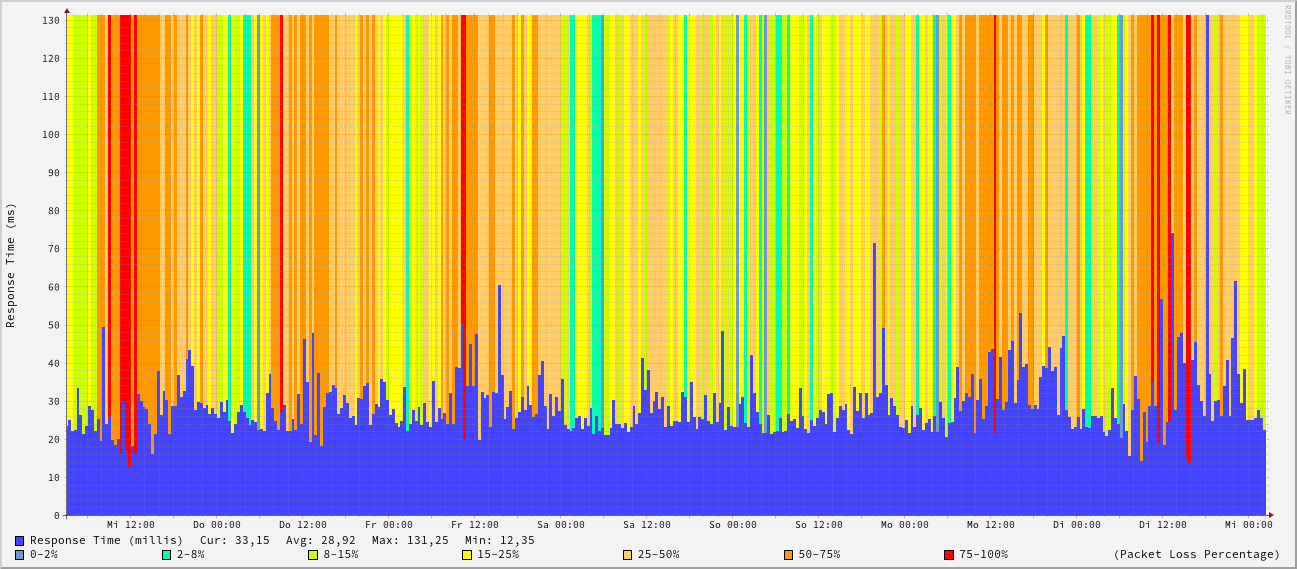 RRDTOOL / TOBI OETIKER
Response Time (ms)
130
120
110
100
90
80
70
60
50
40
30
20
10
0
Mi 12:00 Do 00:00 Do 12:00 Fr 00:00 Fr 12:00 Sa 00:00 Sa 12:00 So 00:00 So 12:00 Mo 00:00 Mo 12:00 Di 00:00 Di 12:00 Mi 00:00
Response Time (millis) Cur: 33,15 Avg: 28,92 Max: 131,25 Min: 12,35
0-2% 2-8% 8-15% 15-25% 25-50% 50-75% 75-100% (Packet Loss Percentage)